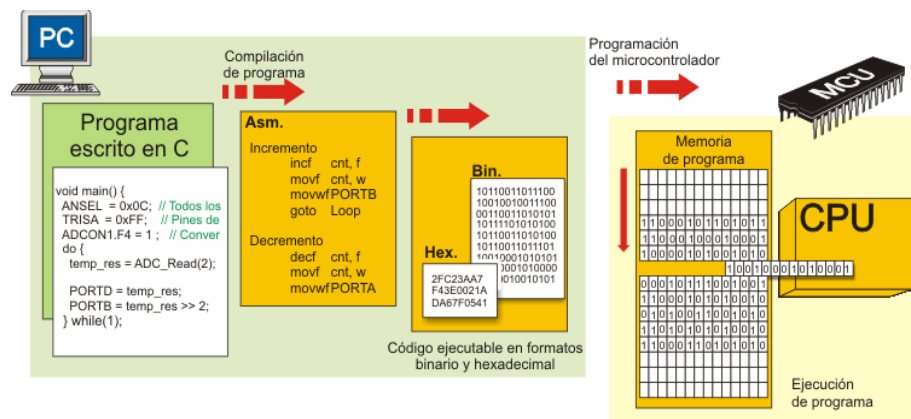 PC
Compilación
de programa
Programación
del microcontrolador
MCU
Programa
escrito en C
void main() {
ANSEL = 0x0C; // Todos los
TRISA = 0xFF; // Pines de
ADCON1.F4 = 1 ; // Conver
do {
temp_res = ADC_Read(2);
PORTD = temp_res;
PORTB = temp_res >> 2;
} while(1);
Asm.
Incremento
incf cnt, f
movf cnt, w
movwf PORTB
goto Loop
Decremento
decf cnt, f
movf cnt, w
movwf PORTA
Bin.
10110011011100
10010010011100
00110011010101
10111101010100
10110011010100
10110011011101
10010001010101
0001010000
00010010101
Hex.
2FC23AA7
F43E0021A
DA67F0541
Código ejecutable en formatos
binario y hexadecimal
Memoria
de programa
CPU
Ejecución
de programa